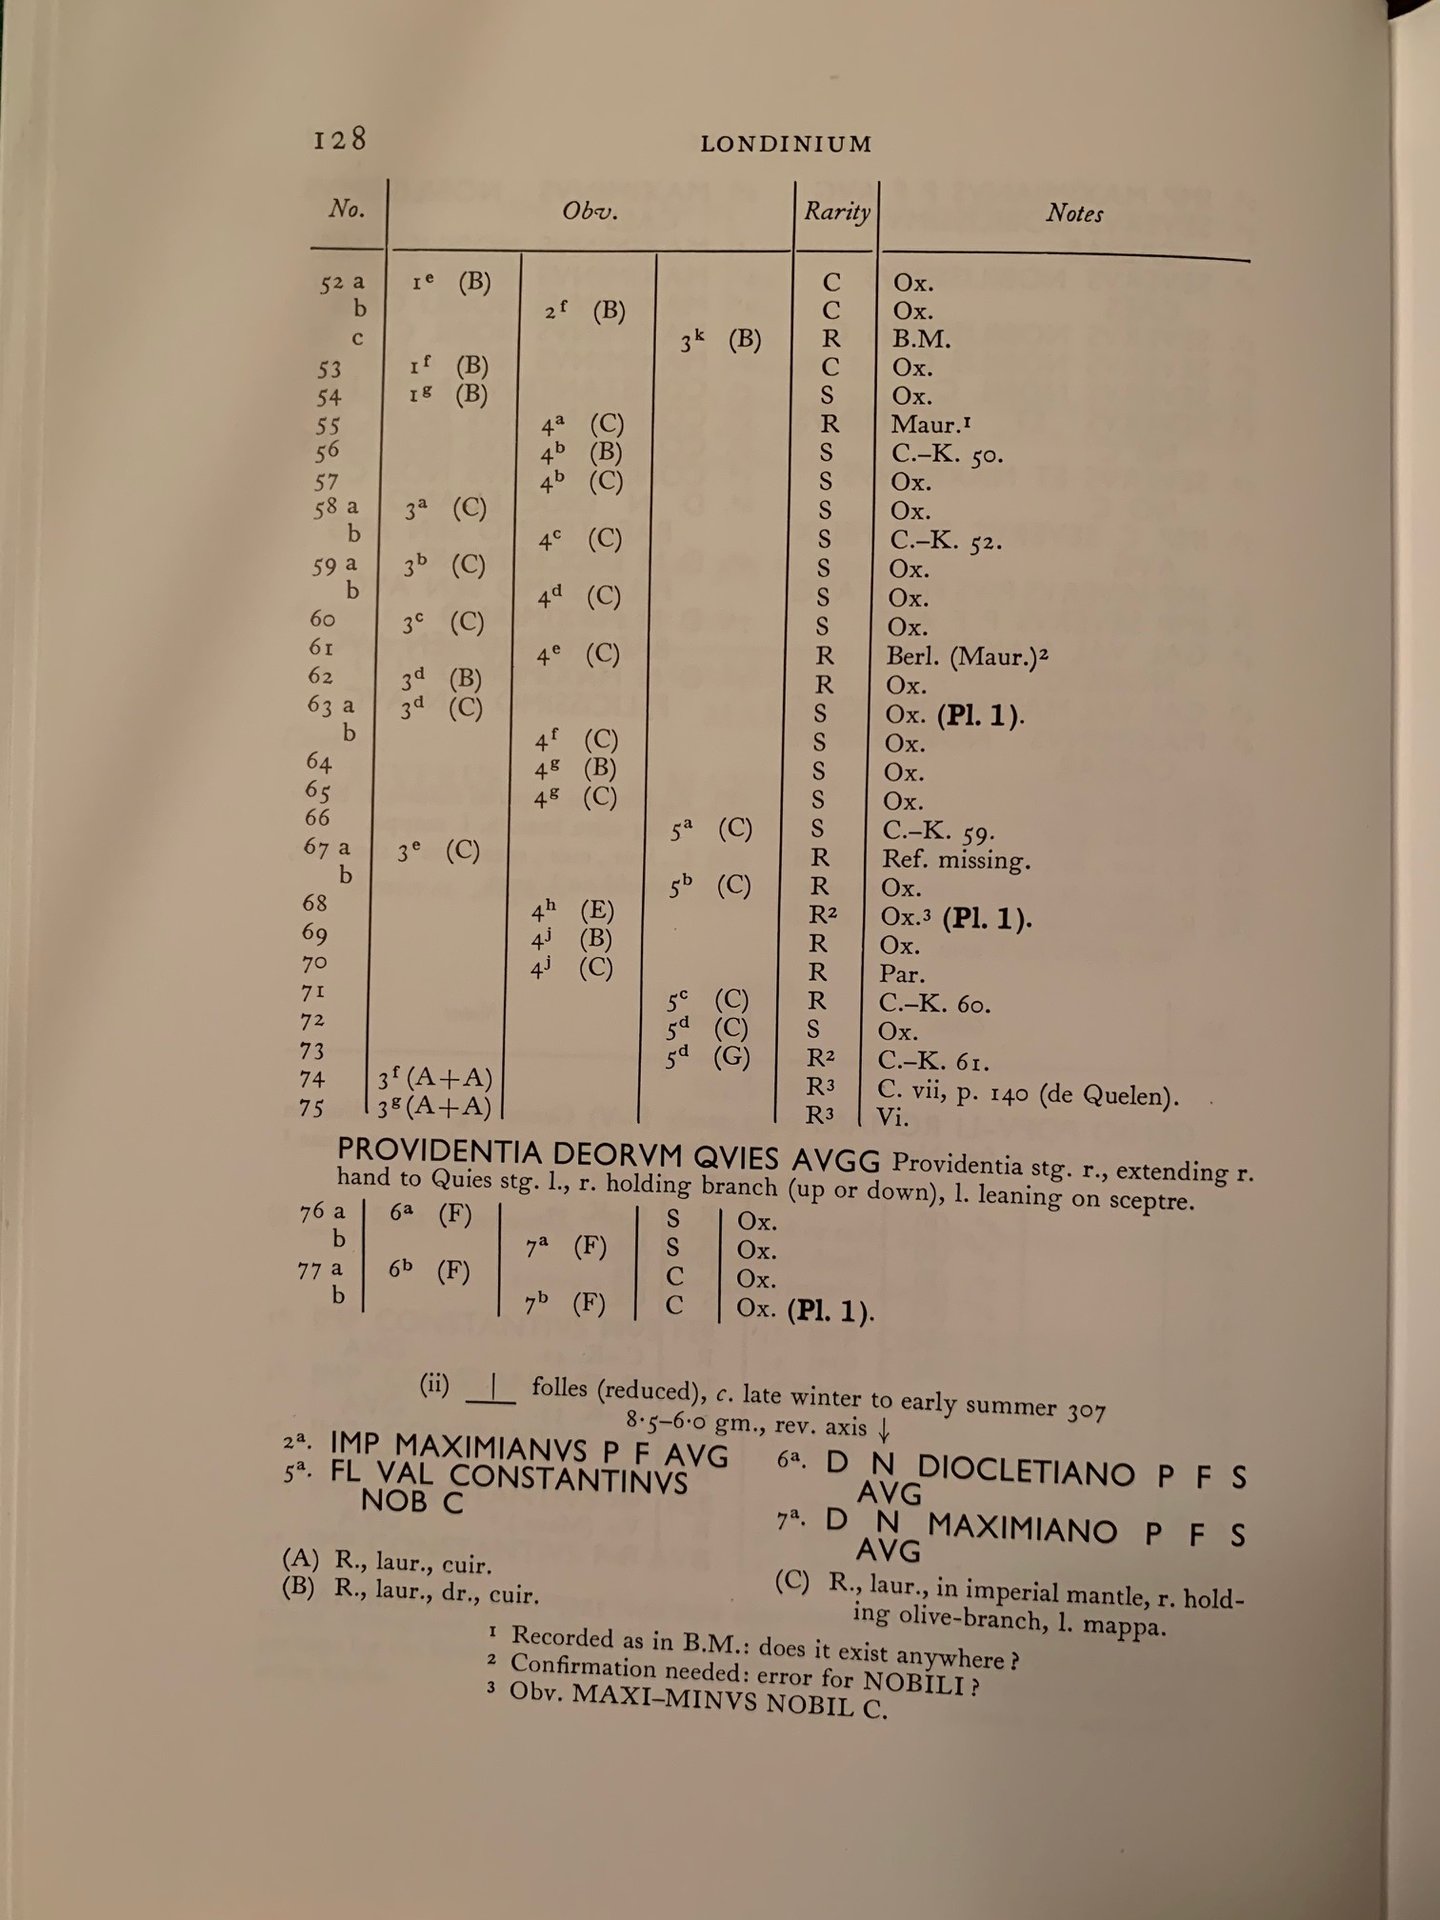 128 LONDINIUM
No. Obv. Rarity Notes
52 a 1ᵉ (B) C Ox.
b 2ᶠ (B) C Ox.
c 3ᵏ (B) R B.M.
53 1ᶠ (B) C Ox.
54 1ᵍ (B) S Ox.
55 4ᵃ (C) R Maur.¹
56 4ᵇ (B) S C.–K. 50.
57 4ᵇ (C) S Ox.
58 a 3ᵃ (C) S Ox.
b 4ᶜ (C) S C.–K. 52.
59 a 3ᵇ (C) S Ox.
b 4ᵈ (C) S Ox.
60 3ᶜ (C) S Ox.
61 4ᵉ (C) R Berl. (Maur.)²
62 3ᵈ (B) R Ox.
63 a 3ᵈ (C) S Ox. (Pl. 1).
b 4ᶠ (C) S Ox.
64 4ᵍ (B) S Ox.
65 4ᵍ (C) S Ox.
66 5ᵃ (C) S C.–K. 59.
67 a 3ᵉ (C) R Ref. missing.
b 5ᵇ (C) R Ox.
68 4ʰ (E) R² Ox.³ (Pl. 1).
69 4ʲ (B) R Ox.
70 4ʲ (C) R Par.
71 5ᶜ (C) R C.–K. 60.
72 5ᵈ (C) S Ox.
73 5ᵈ (G) R² C.–K. 61.
74 3ᶠ (A+A) R³ C. vii, p. 140 (de Quelen).
75 3ᵍ (A+A) R³ Vi.
PROVIDENTIA DEORVM QVIES AVGG Providentia stg. r., extending r.
hand to Quies stg. l., r. holding branch (up or down), l. leaning on sceptre.
76 a 6ᵃ (F) S Ox.
b 7ᵃ (F) S Ox.
77 a 6ᵇ (F) C Ox.
b 7ᵇ (F) C Ox. (Pl. 1).
(ii) _|_ folles (reduced), c. late winter to early summer 307
8·5–6·0 gm., rev. axis ↓
2ᵃ. IMP MAXIMIANVS P F AVG
5ᵃ. FL VAL CONSTANTINVS
NOB C
6ᵃ. D N DIOCLETIANO P F S
AVG
7ᵃ. D N MAXIMIANO P F S
AVG
(A) R., laur., cuir.
(B) R., laur., dr., cuir.
(C) R., laur., in imperial mantle, r. hold-
ing olive-branch, l. mappa.
¹ Recorded as in B.M.: does it exist anywhere?
² Confirmation needed: error for NOBILI?
³ Obv. MAXI–MINVS NOBIL C.